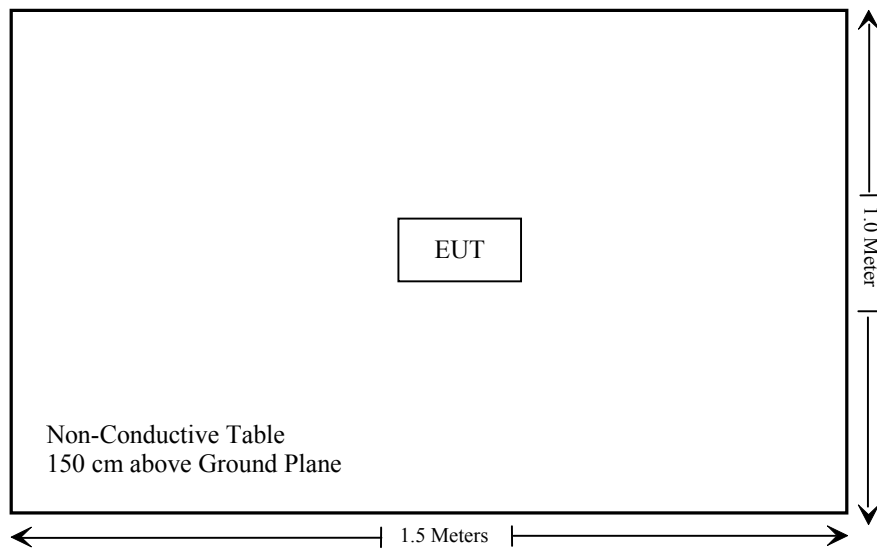 EUT
1.0 Meter
Non-Conductive Table
150 cm above Ground Plane
1.5 Meters